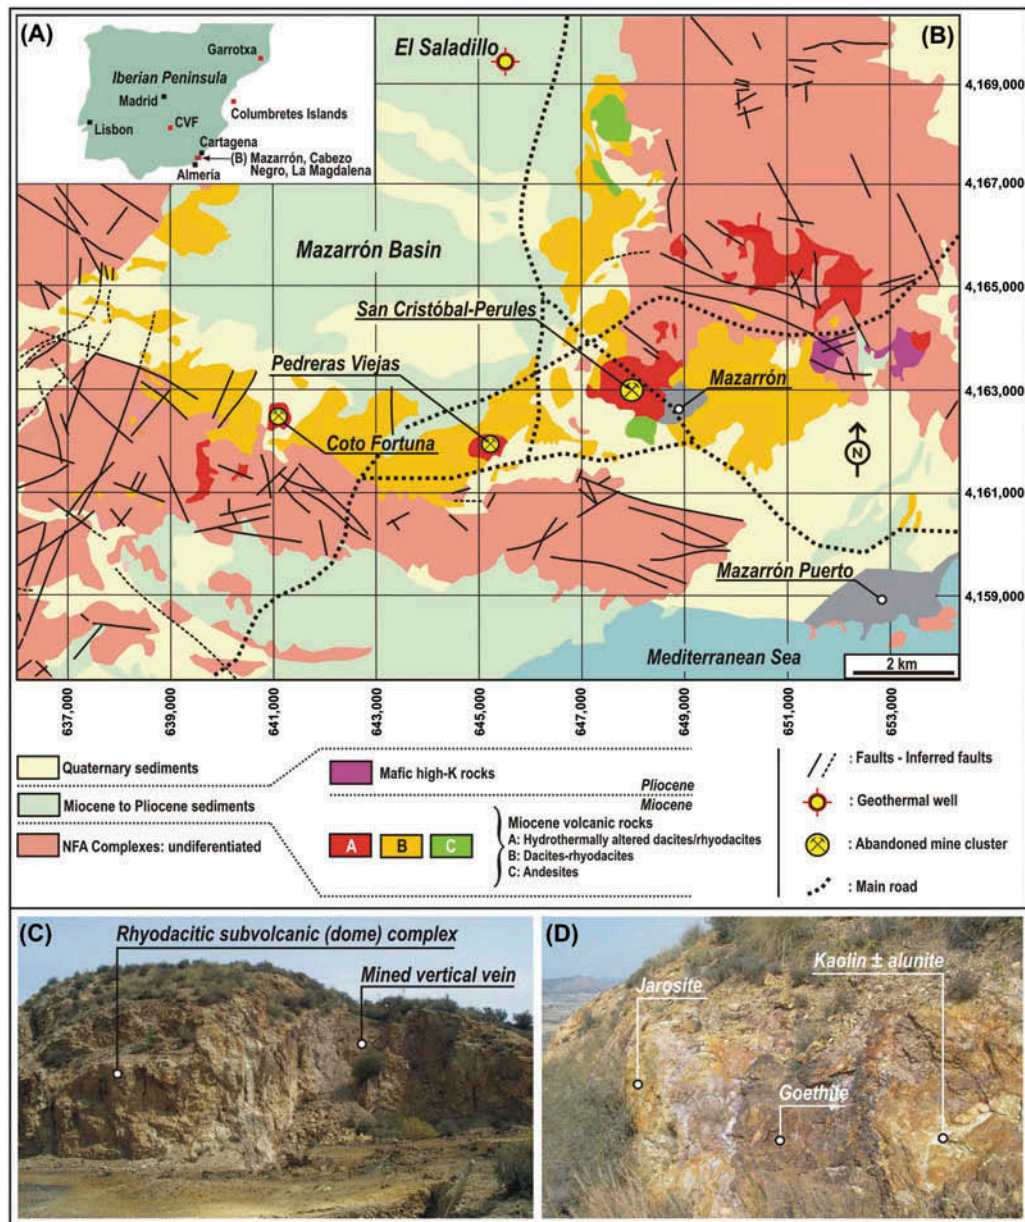 (A)
Garrotxa
Iberian Peninsula
Madrid
Columbretes Islands
Lisbon
CVF
Cartagena
(B) Mazarrón, Cabezo
Negro, La Magdalena
Almería
(B)
El Saladillo
4,169,000
4,167,000
Mazarrón Basin
4,165,000
San Cristóbal-Perules
Pedreras Viejas
Mazarrón
4,163,000
Coto Fortuna
N
4,161,000
Mazarrón Puerto
4,159,000
Mediterranean Sea
2 km
637,000
639,000
641,000
643,000
645,000
647,000
649,000
651,000
653,000
Quaternary sediments
Miocene to Pliocene sediments
NFA Complexes: undifferentiated
Mafic high-K rocks
Pliocene
Miocene
A
B
C
Miocene volcanic rocks
A: Hydrothermally altered dacites/rhyodacites
B: Dacites-rhyodacites
C: Andesites
: Faults - Inferred faults
: Geothermal well
: Abandoned mine cluster
: Main road
(C)
Rhyodacitic subvolcanic (dome) complex
Mined vertical vein
(D)
Kaolin ± alunite
Jarosite
Goethite